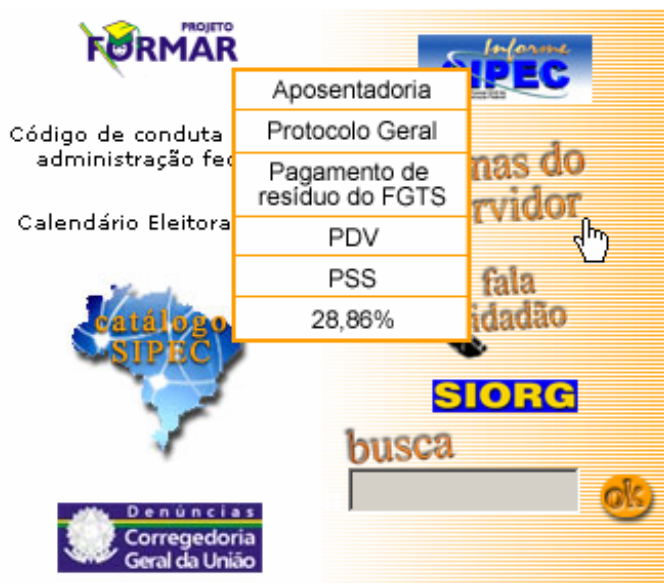 PROJETO
FORMAR
Informe
SIPEC
Aposentadoria
Protocolo Geral
Pagamento de
resíduo do FGTS
PDV
PSS
28,86%
Código de conduta
administração fe
Calendário Eleitora
mas do
rvidor
fala
idadão
catálogo
SIPEC
SIORG
busca
ok
Denúncias
Corregedoria
Geral da União